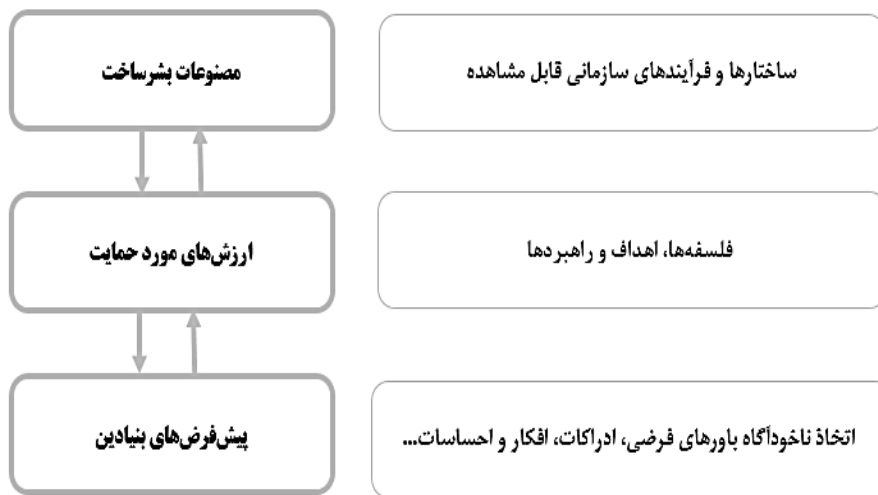 مصنوعات بشرساخت
ساختارها و فرآیندهای سازمانی قابل مشاهده
ارزش‌های مورد حمایت
فلسفه‌ها، اهداف و راهبردها
پیش‌فرض‌های بنیادین
اتخاذ ناخودآگاه باورهای فرضی، ادراکات، افکار و احساسات...